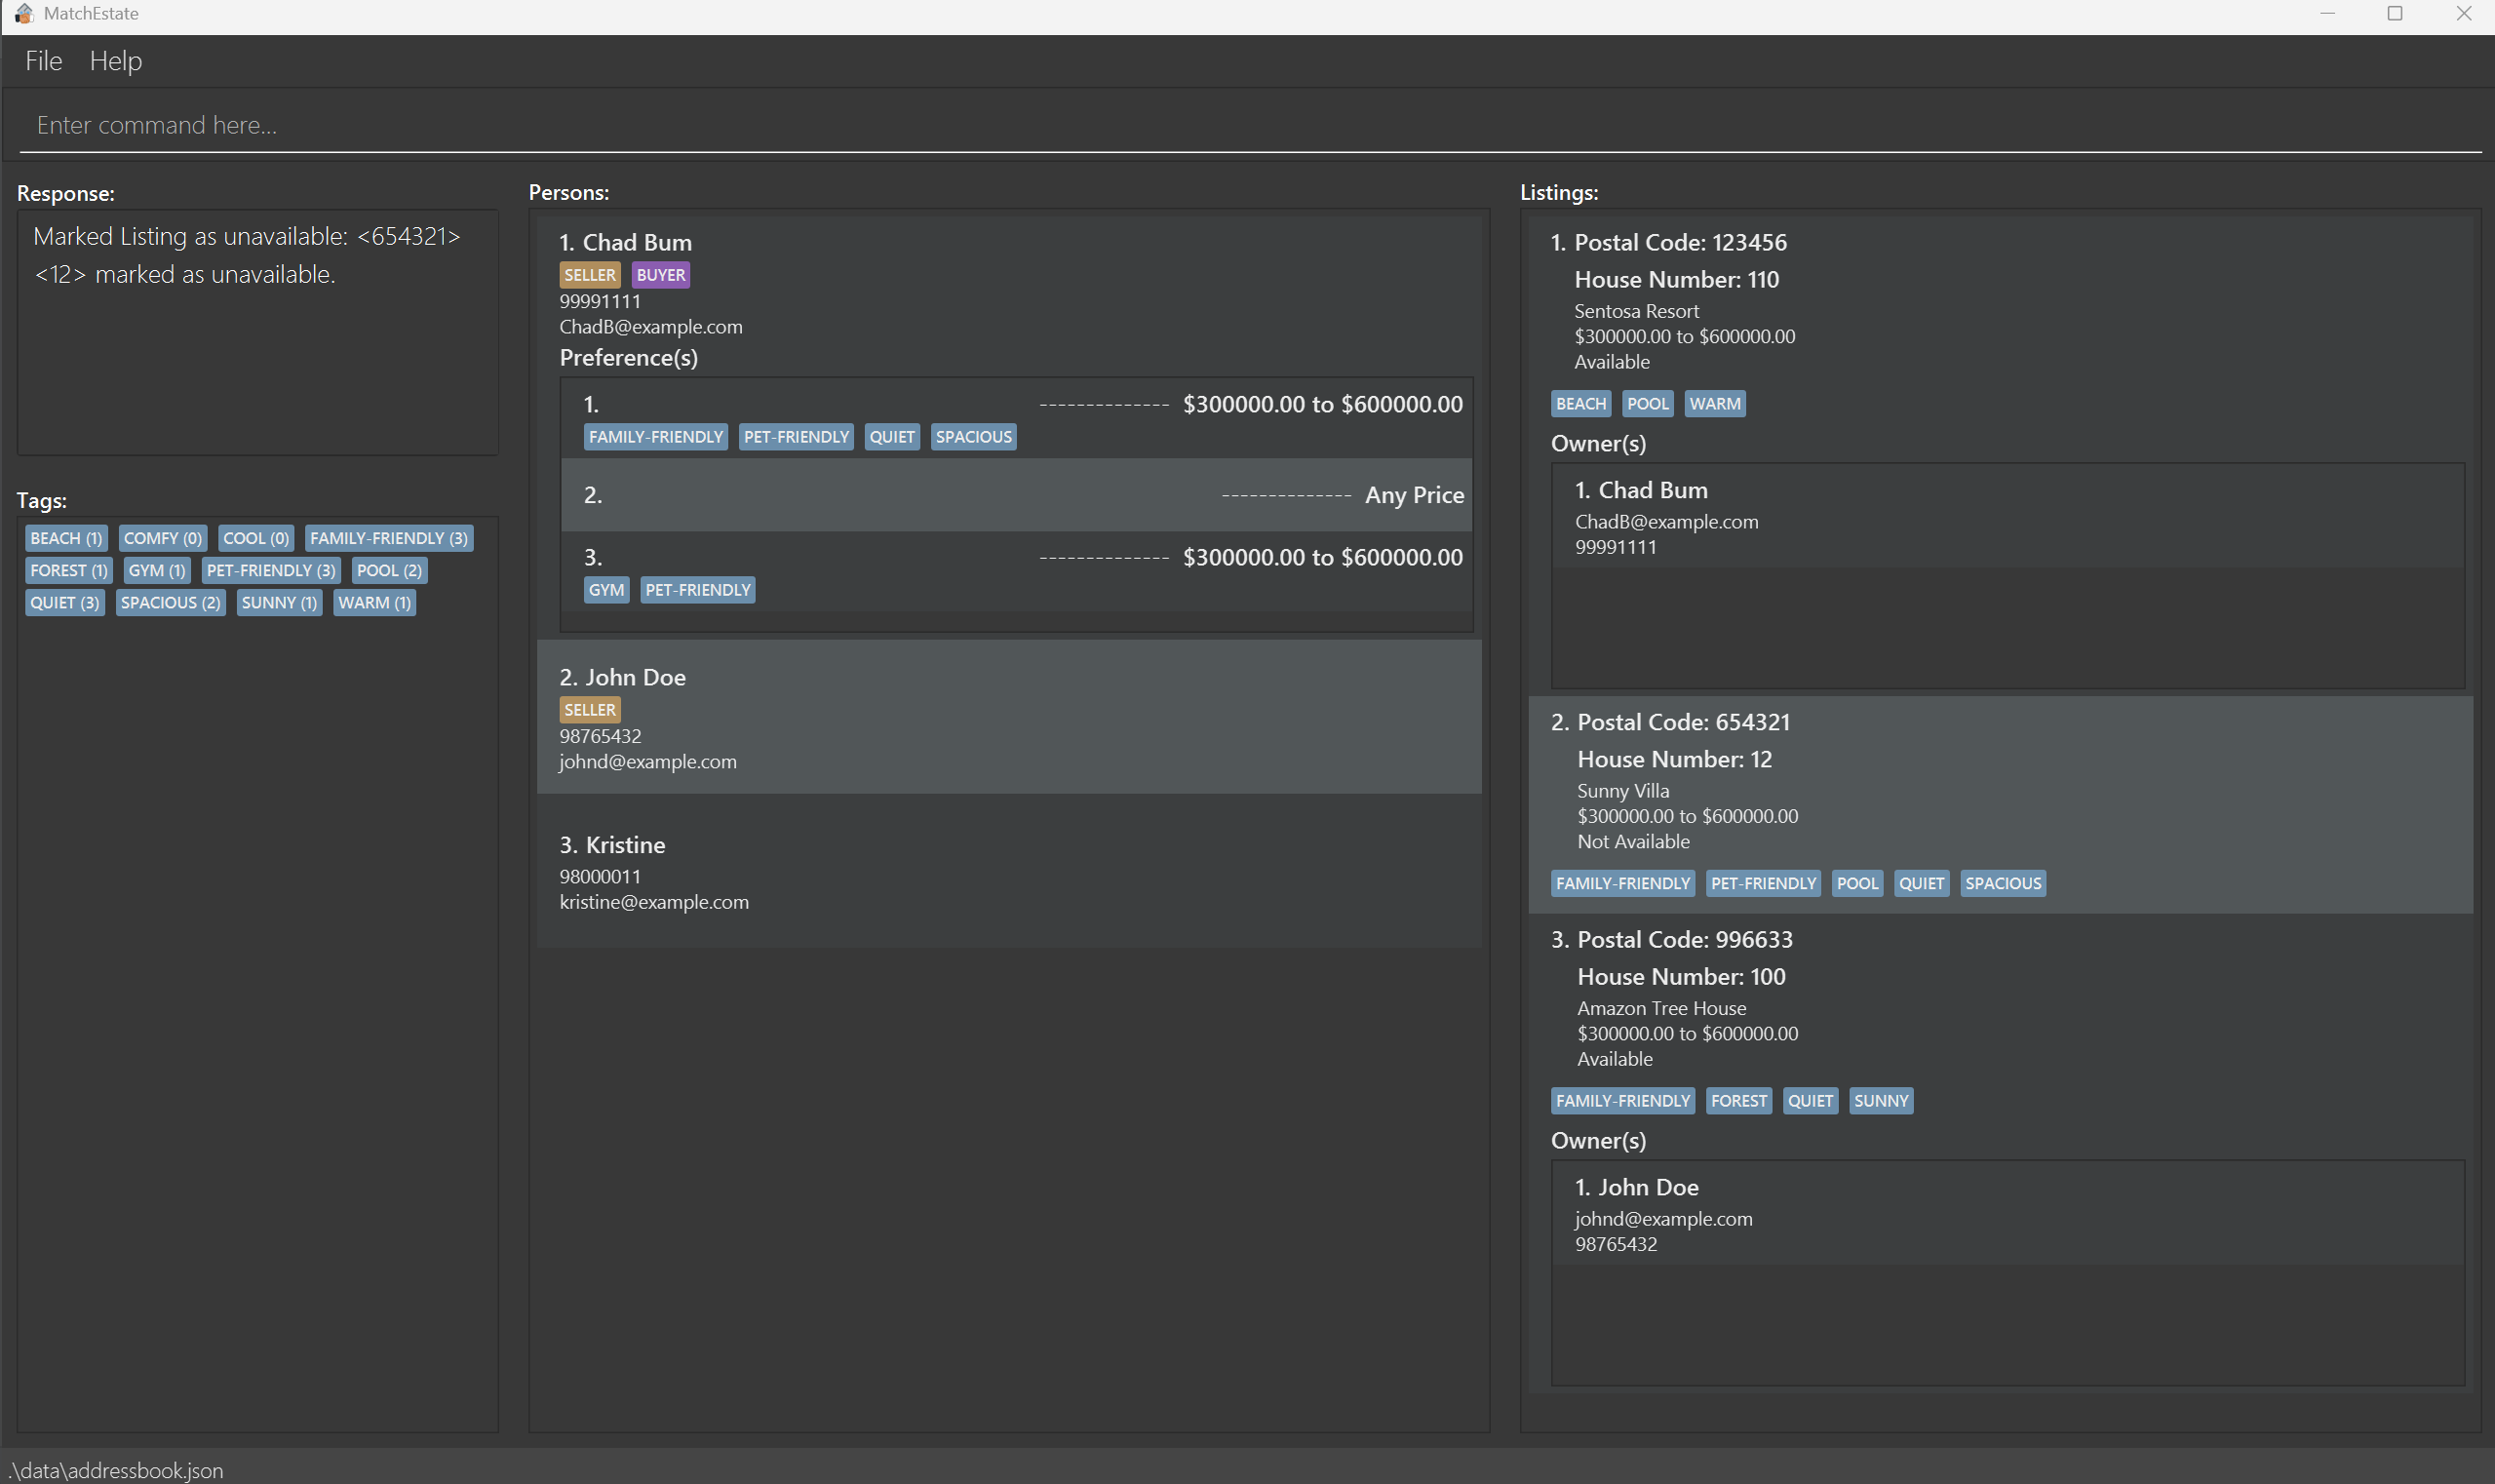 MatchEstate
File Help
Enter command here...
Response:
Marked Listing as unavailable: <654321>
<12> marked as unavailable.
Tags:
BEACH (1) COMFY (0) COOL (0) FAMILY-FRIENDLY (3)
FOREST (1) GYM (1) PET-FRIENDLY (3) POOL (2)
QUIET (3) SPACIOUS (2) SUNNY (1) WARM (1)
Persons:
1. Chad Bum
SELLER BUYER
99991111
ChadB@example.com
Preference(s)
1. -------------- $300000.00 to $600000.00
FAMILY-FRIENDLY PET-FRIENDLY QUIET SPACIOUS
2. -------------- Any Price
3. -------------- $300000.00 to $600000.00
GYM PET-FRIENDLY
2. John Doe
SELLER
98765432
johnd@example.com
3. Kristine
98000011
kristine@example.com
Listings:
1. Postal Code: 123456
House Number: 110
Sentosa Resort
$300000.00 to $600000.00
Available
BEACH POOL WARM
Owner(s)
1. Chad Bum
ChadB@example.com
99991111
2. Postal Code: 654321
House Number: 12
Sunny Villa
$300000.00 to $600000.00
Not Available
FAMILY-FRIENDLY PET-FRIENDLY POOL QUIET SPACIOUS
3. Postal Code: 996633
House Number: 100
Amazon Tree House
$300000.00 to $600000.00
Available
FAMILY-FRIENDLY FOREST QUIET SUNNY
Owner(s)
1. John Doe
johnd@example.com
98765432
.\data\addressbook.json